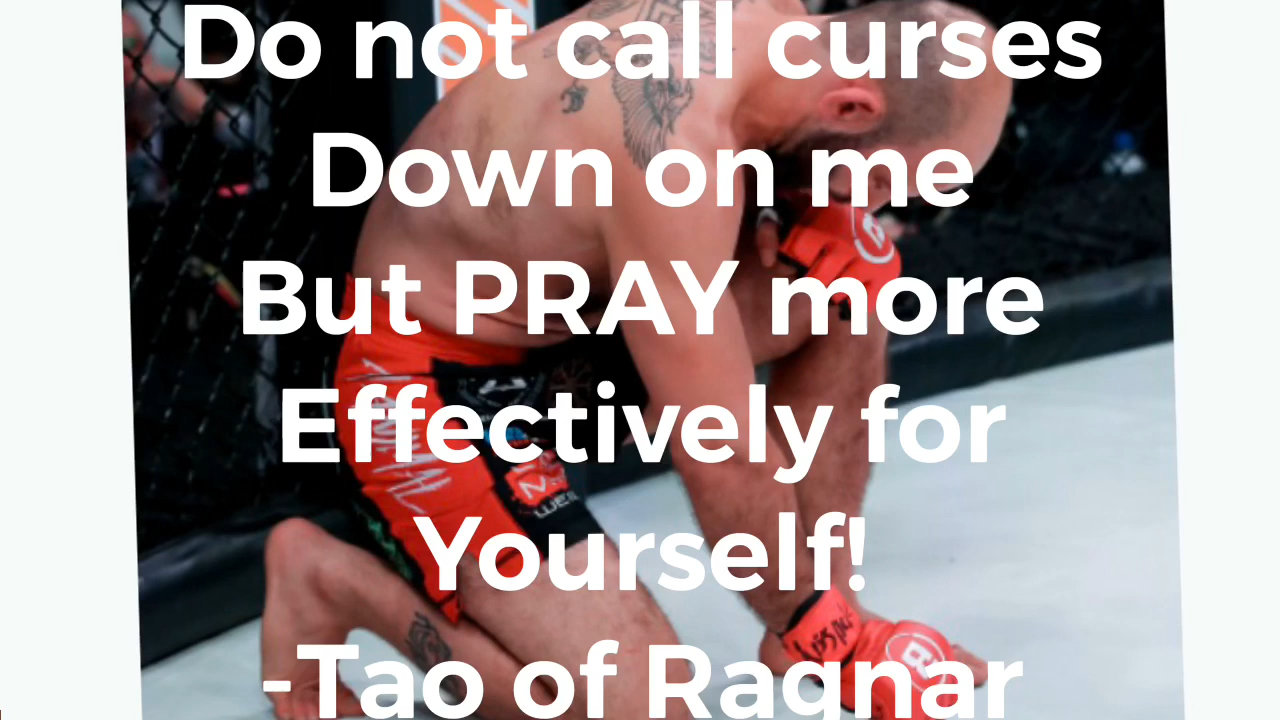 Do not call curses
Down on me
But PRAY more
Effectively for
Yourself!
-Tao of Ragnar